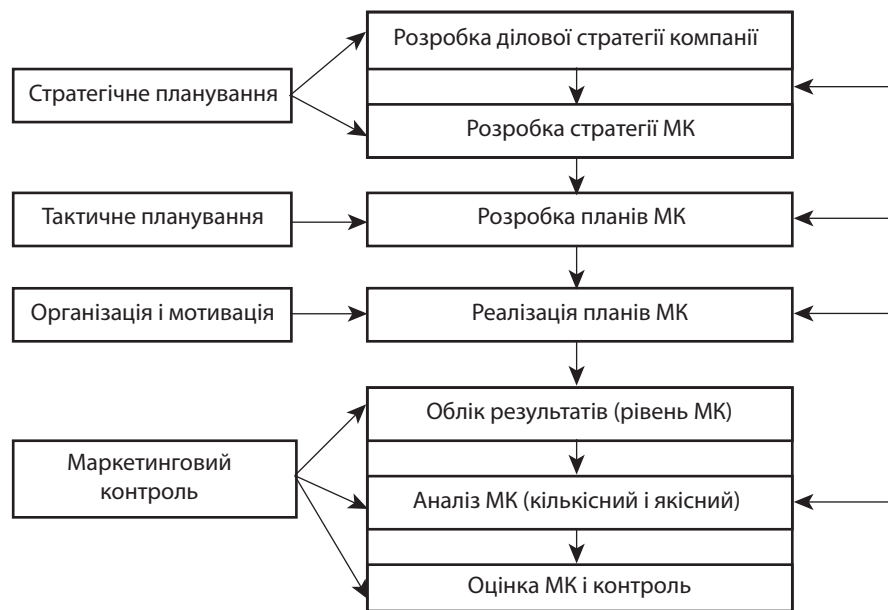 Розробка ділової стратегії компанії
Стратегічне планування
Розробка стратегії МК
Тактичне планування
Розробка планів МК
Організація і мотивація
Реалізація планів МК
Облік результатів (рівень МК)
Маркетинговий
контроль
Аналіз МК (кількісний і якісний)
Оцінка МК і контроль